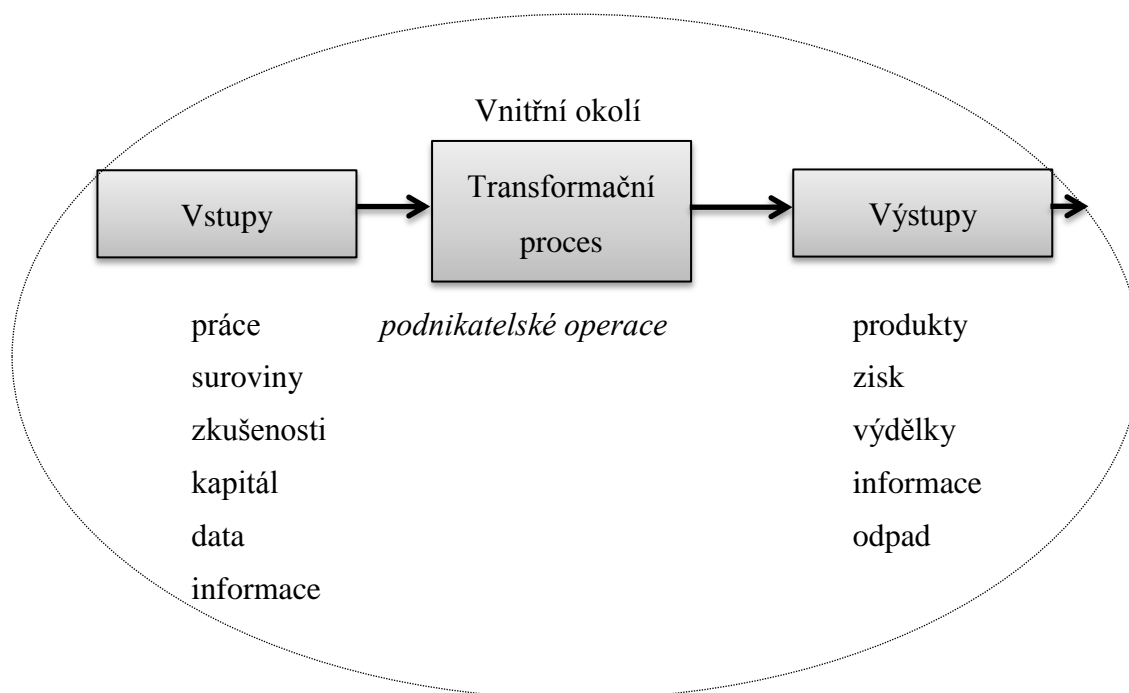 Vnitřní okolí
Vstupy
Transformační
proces
Výstupy
práce
suroviny
zkušenosti
kapitál
data
informace
podnikatelské operace
produkty
zisk
výdělky
informace
odpad